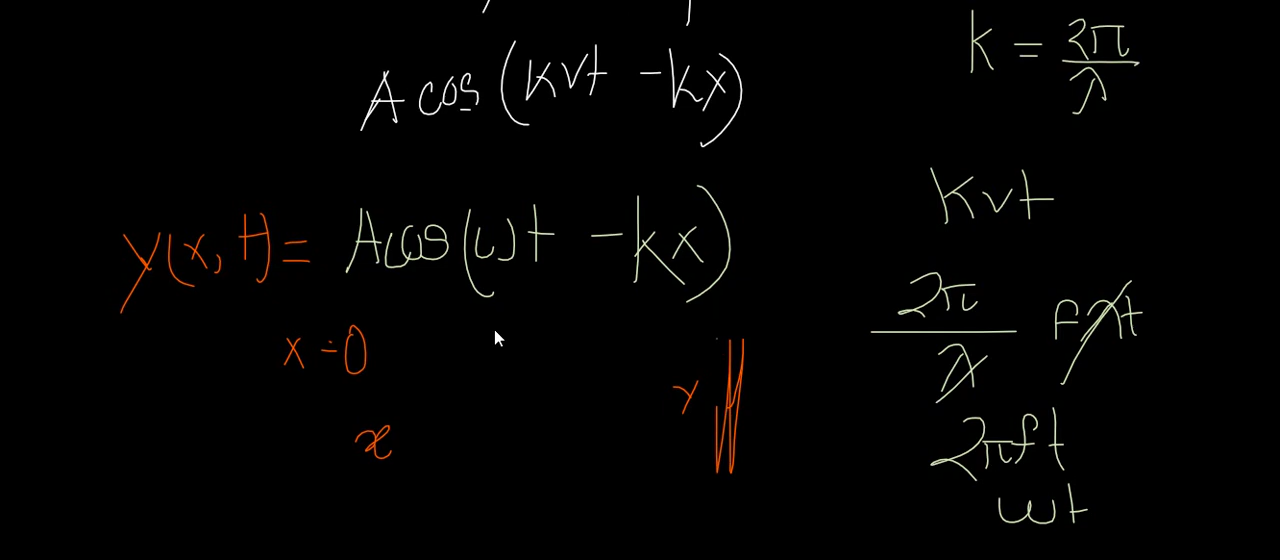 A cos (kvt - kx)
y(x, t) = A cos (ωt - kx)
x = 0
x
y
k = 2π/λ
kvt
2π/λ fλt
2πft
ωt